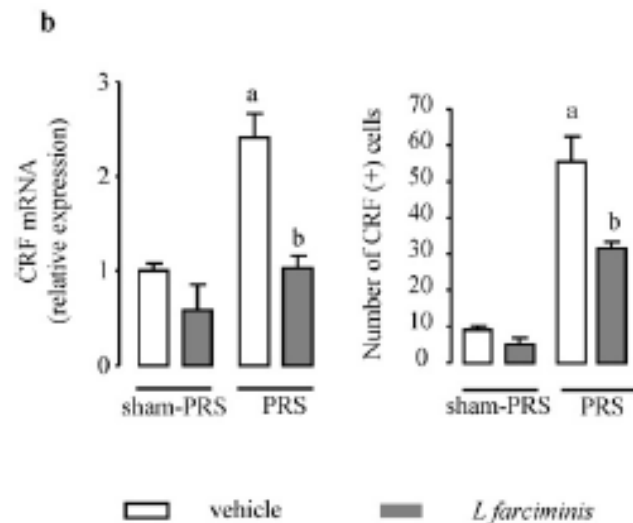 b
CRF mRNA
(relative expression)
3
2
1
0
a
b
sham-PRS
PRS
Number of CRF (+) cells
70
60
50
40
30
20
10
0
a
b
sham-PRS
PRS
vehicle
L farciminis